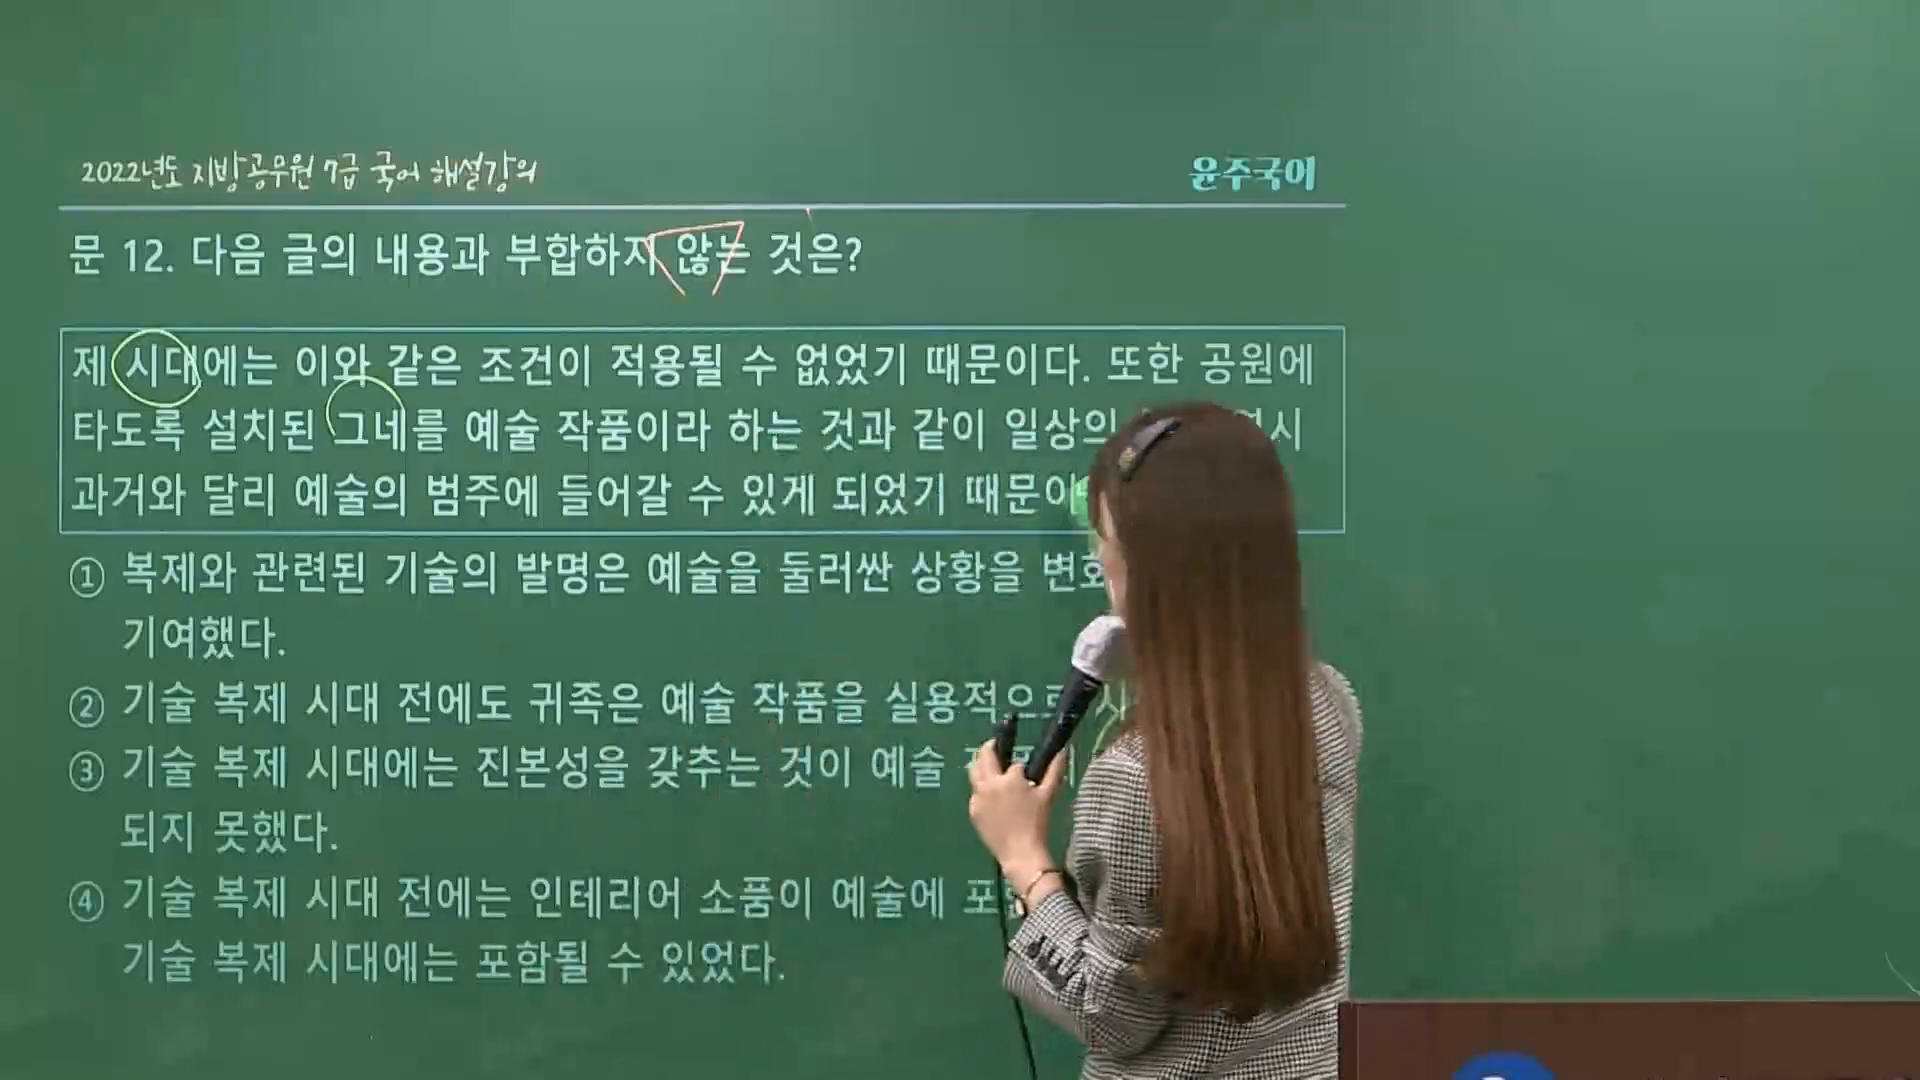 2022년도 지방공무원 7급 국어 해설강의
윤주국어
문 12. 다음 글의 내용과 부합하지 않는 것은?
제 시대에는 이와 같은 조건이 적용될 수 없었기 때문이다. 또한 공원에
타도록 설치된 그네를 예술 작품이라 하는 것과 같이 일상의
과거와 달리 예술의 범주에 들어갈 수 있게 되었기
① 복제와 관련된 기술의 발명은 예술을 둘러싼 상황을
기여했다.
② 기술 복제 시대 전에도 귀족은 예술 작품을
③ 기술 복제 시대에는 진본성을 갖추는 것이 예술
되지 못했다.
④ 기술 복제 시대 전에는 인테리어 소품이 예술에
기술 복제 시대에는 포함될 수 있었다.